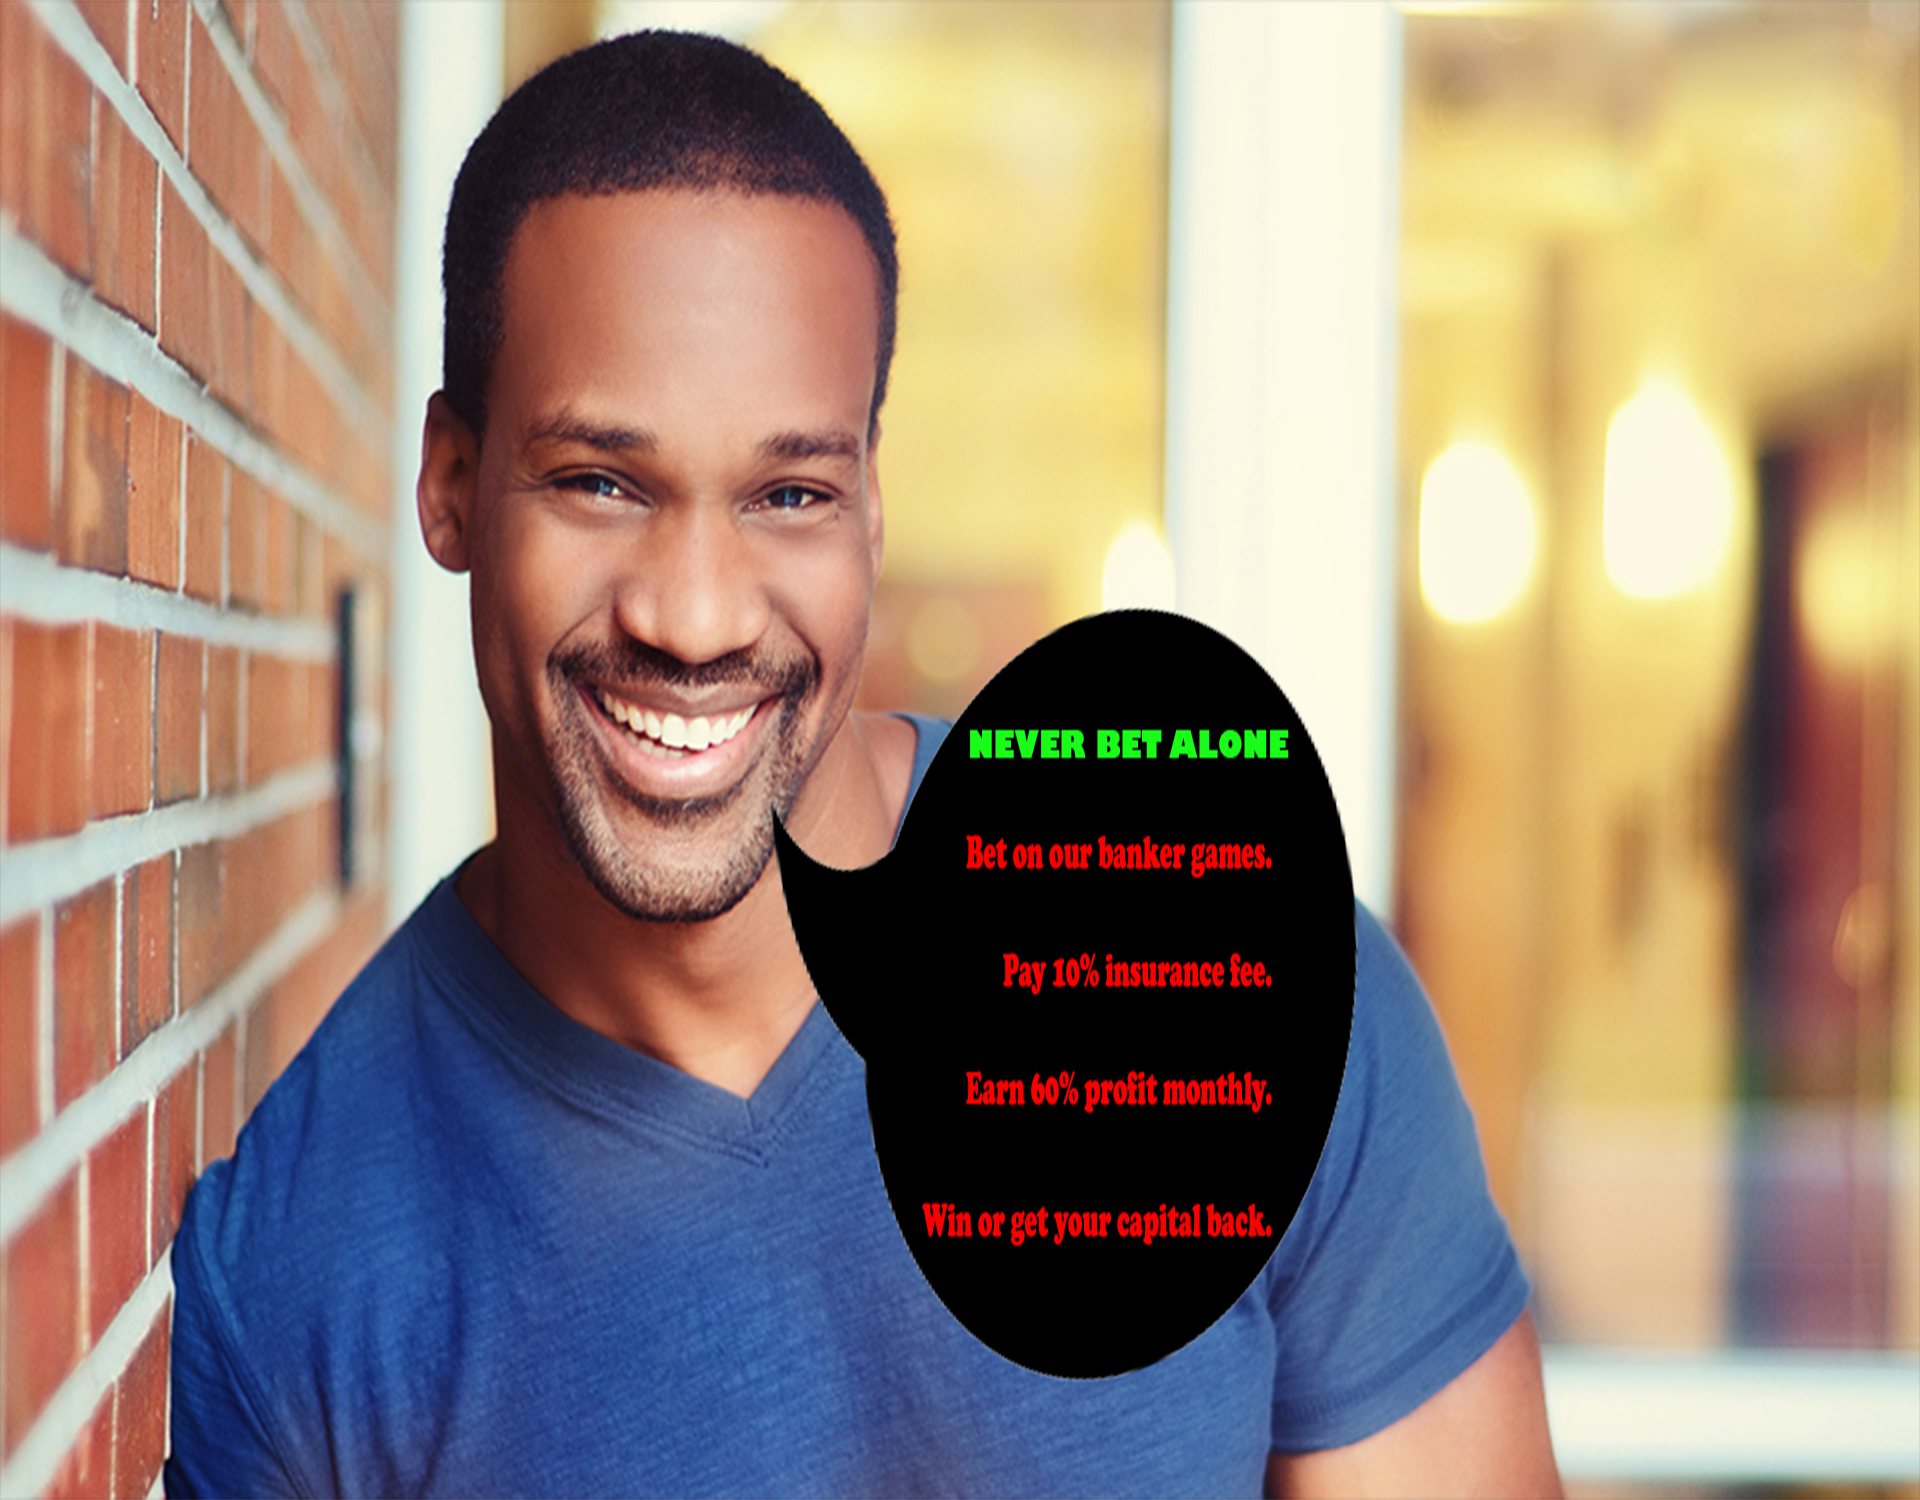 NEVER BET ALONE
Bet on our banker games.
Pay 10% insurance fee.
Earn 60% profit monthly.
Win or get your capital back.